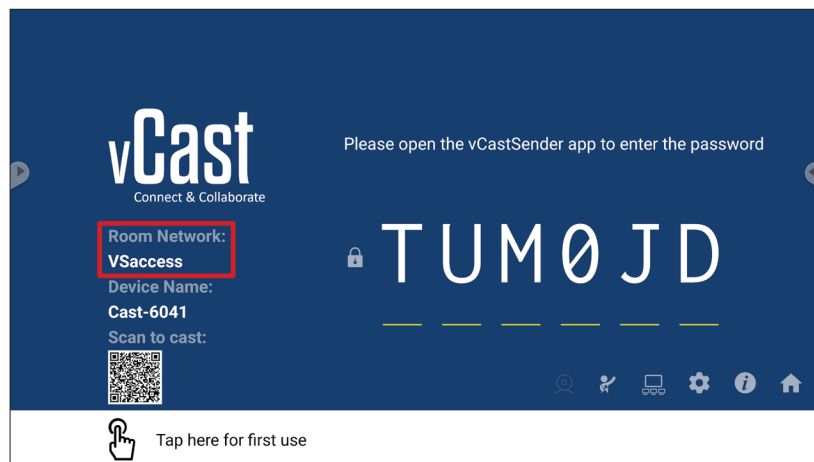 vCast
Connect & Collaborate
Please open the vCastSender app to enter the password
Room Network:
VSaccess
Device Name:
Cast-6041
Scan to cast:
TUM0JD
Tap here for first use